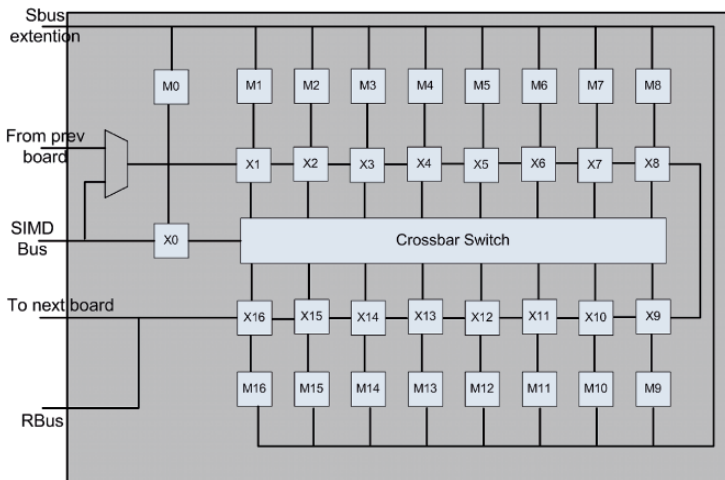 Sbus
extention
M0 M1 M2 M3 M4 M5 M6 M7 M8
From prev
board
X1 X2 X3 X4 X5 X6 X7 X8
SIMD
Bus
X0
Crossbar Switch
To next board
X16 X15 X14 X13 X12 X11 X10 X9
M16 M15 M14 M13 M12 M11 M10 M9
RBus